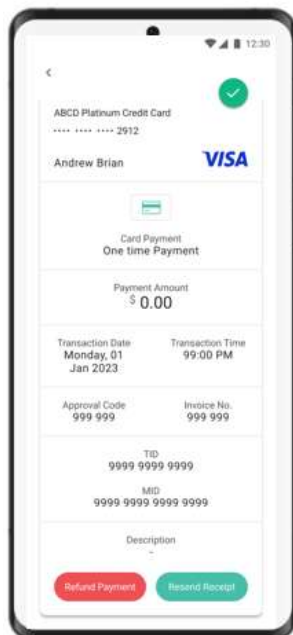 12:30
ABCD Platinum Credit Card
•••• •••• •••• 2912
Andrew Brian
VISA
Card Payment
One time Payment
Payment Amount
$ 0.00
Transaction Date
Transaction Time
Monday, 01
Jan 2023
99:00 PM
Approval Code
Invoice No.
999 999
999 999
TID
9999 9999 9999
MID
9999 9999 9999 9999
Description
-
Refund Payment
Resend Receipt